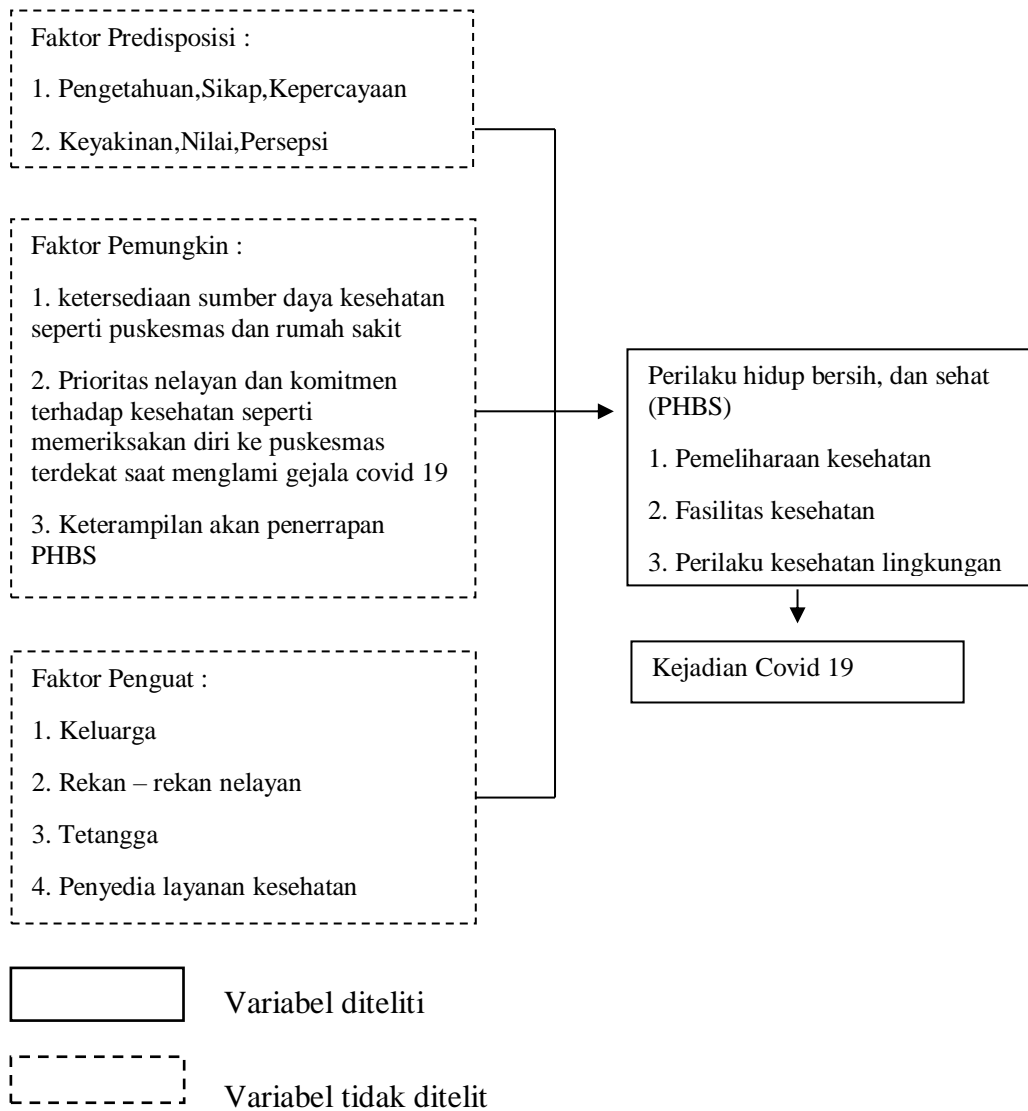 Faktor Predisposisi :
1. Pengetahuan,Sikap,Kepercayaan
2. Keyakinan,Nilai,Persepsi
Faktor Pemungkin :
1. ketersediaan sumber daya kesehatan
seperti puskesmas dan rumah sakit
2. Prioritas nelayan dan komitmen
terhadap kesehatan seperti
memeriksakan diri ke puskesmas
terdekat saat menglami gejala covid 19
3. Keterampilan akan penerrapan
PHBS
Faktor Penguat :
1. Keluarga
2. Rekan – rekan nelayan
3. Tetangga
4. Penyedia layanan kesehatan
Perilaku hidup bersih, dan sehat
(PHBS)
1. Pemeliharaan kesehatan
2. Fasilitas kesehatan
3. Perilaku kesehatan lingkungan
Kejadian Covid 19
Variabel diteliti
Variabel tidak ditelit